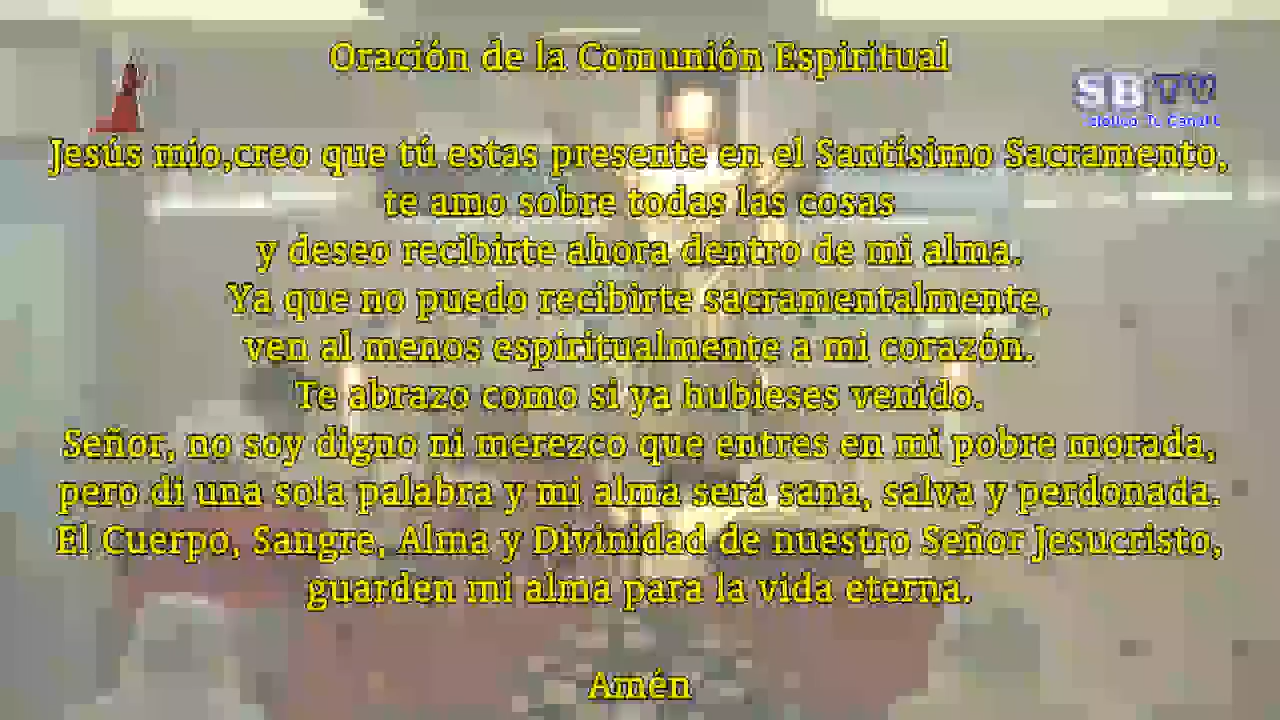 Oración de la Comunión Espiritual
SBTV
Jesús mío,creo que tú estas presente en el Santísimo Sacramento,
te amo sobre todas las cosas
y deseo recibirte ahora dentro de mi alma.
Ya que no puedo recibirte sacramentalmente,
ven al menos espiritualmente a mi corazón.
Te abrazo como si ya hubieses venido.
Señor, no soy digno ni merezco que entres en mi pobre morada,
pero di una sola palabra y mi alma será sana, salva y perdonada.
El Cuerpo, Sangre, Alma y Divinidad de nuestro Señor Jesucristo,
guarden mi alma para la vida eterna.
Amén